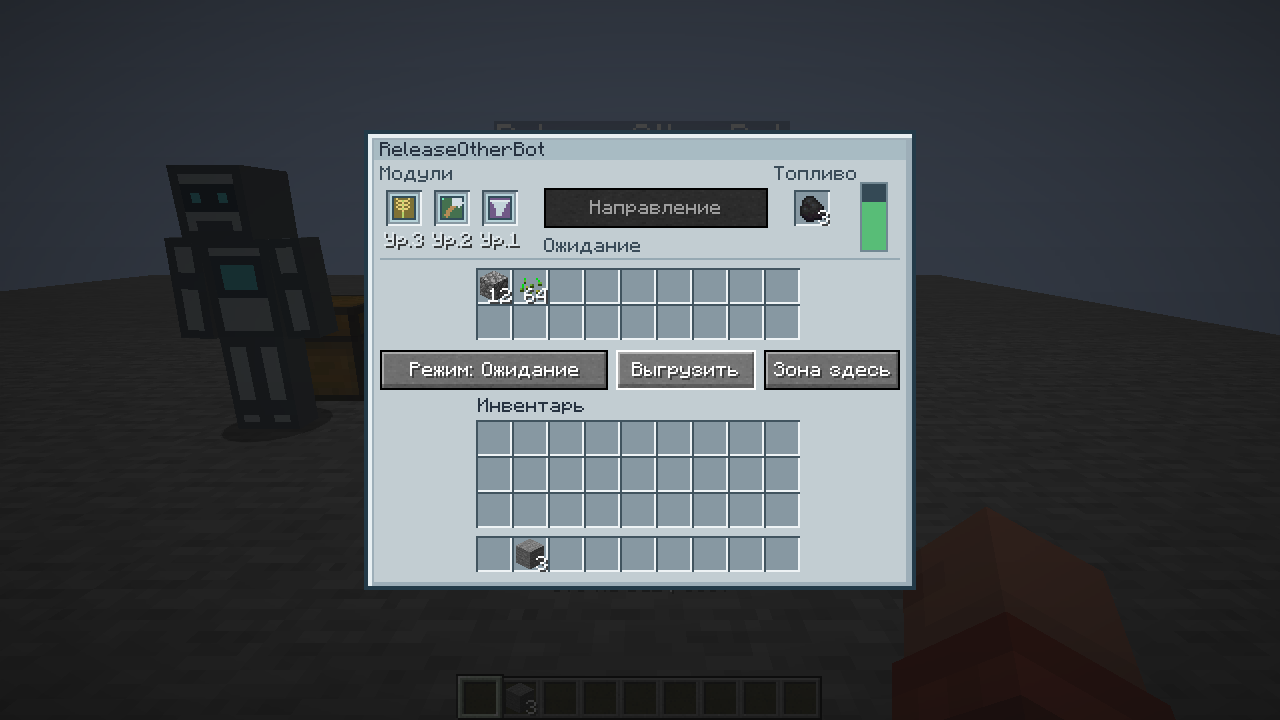 ReleaseOtherBot
Модули
Топливо
Направление
3
Ур.3 Ур.2 Ур.1
Ожидание
12 64
Режим: Ожидание
Выгрузить
Зона здесь
Инвентарь
3
3